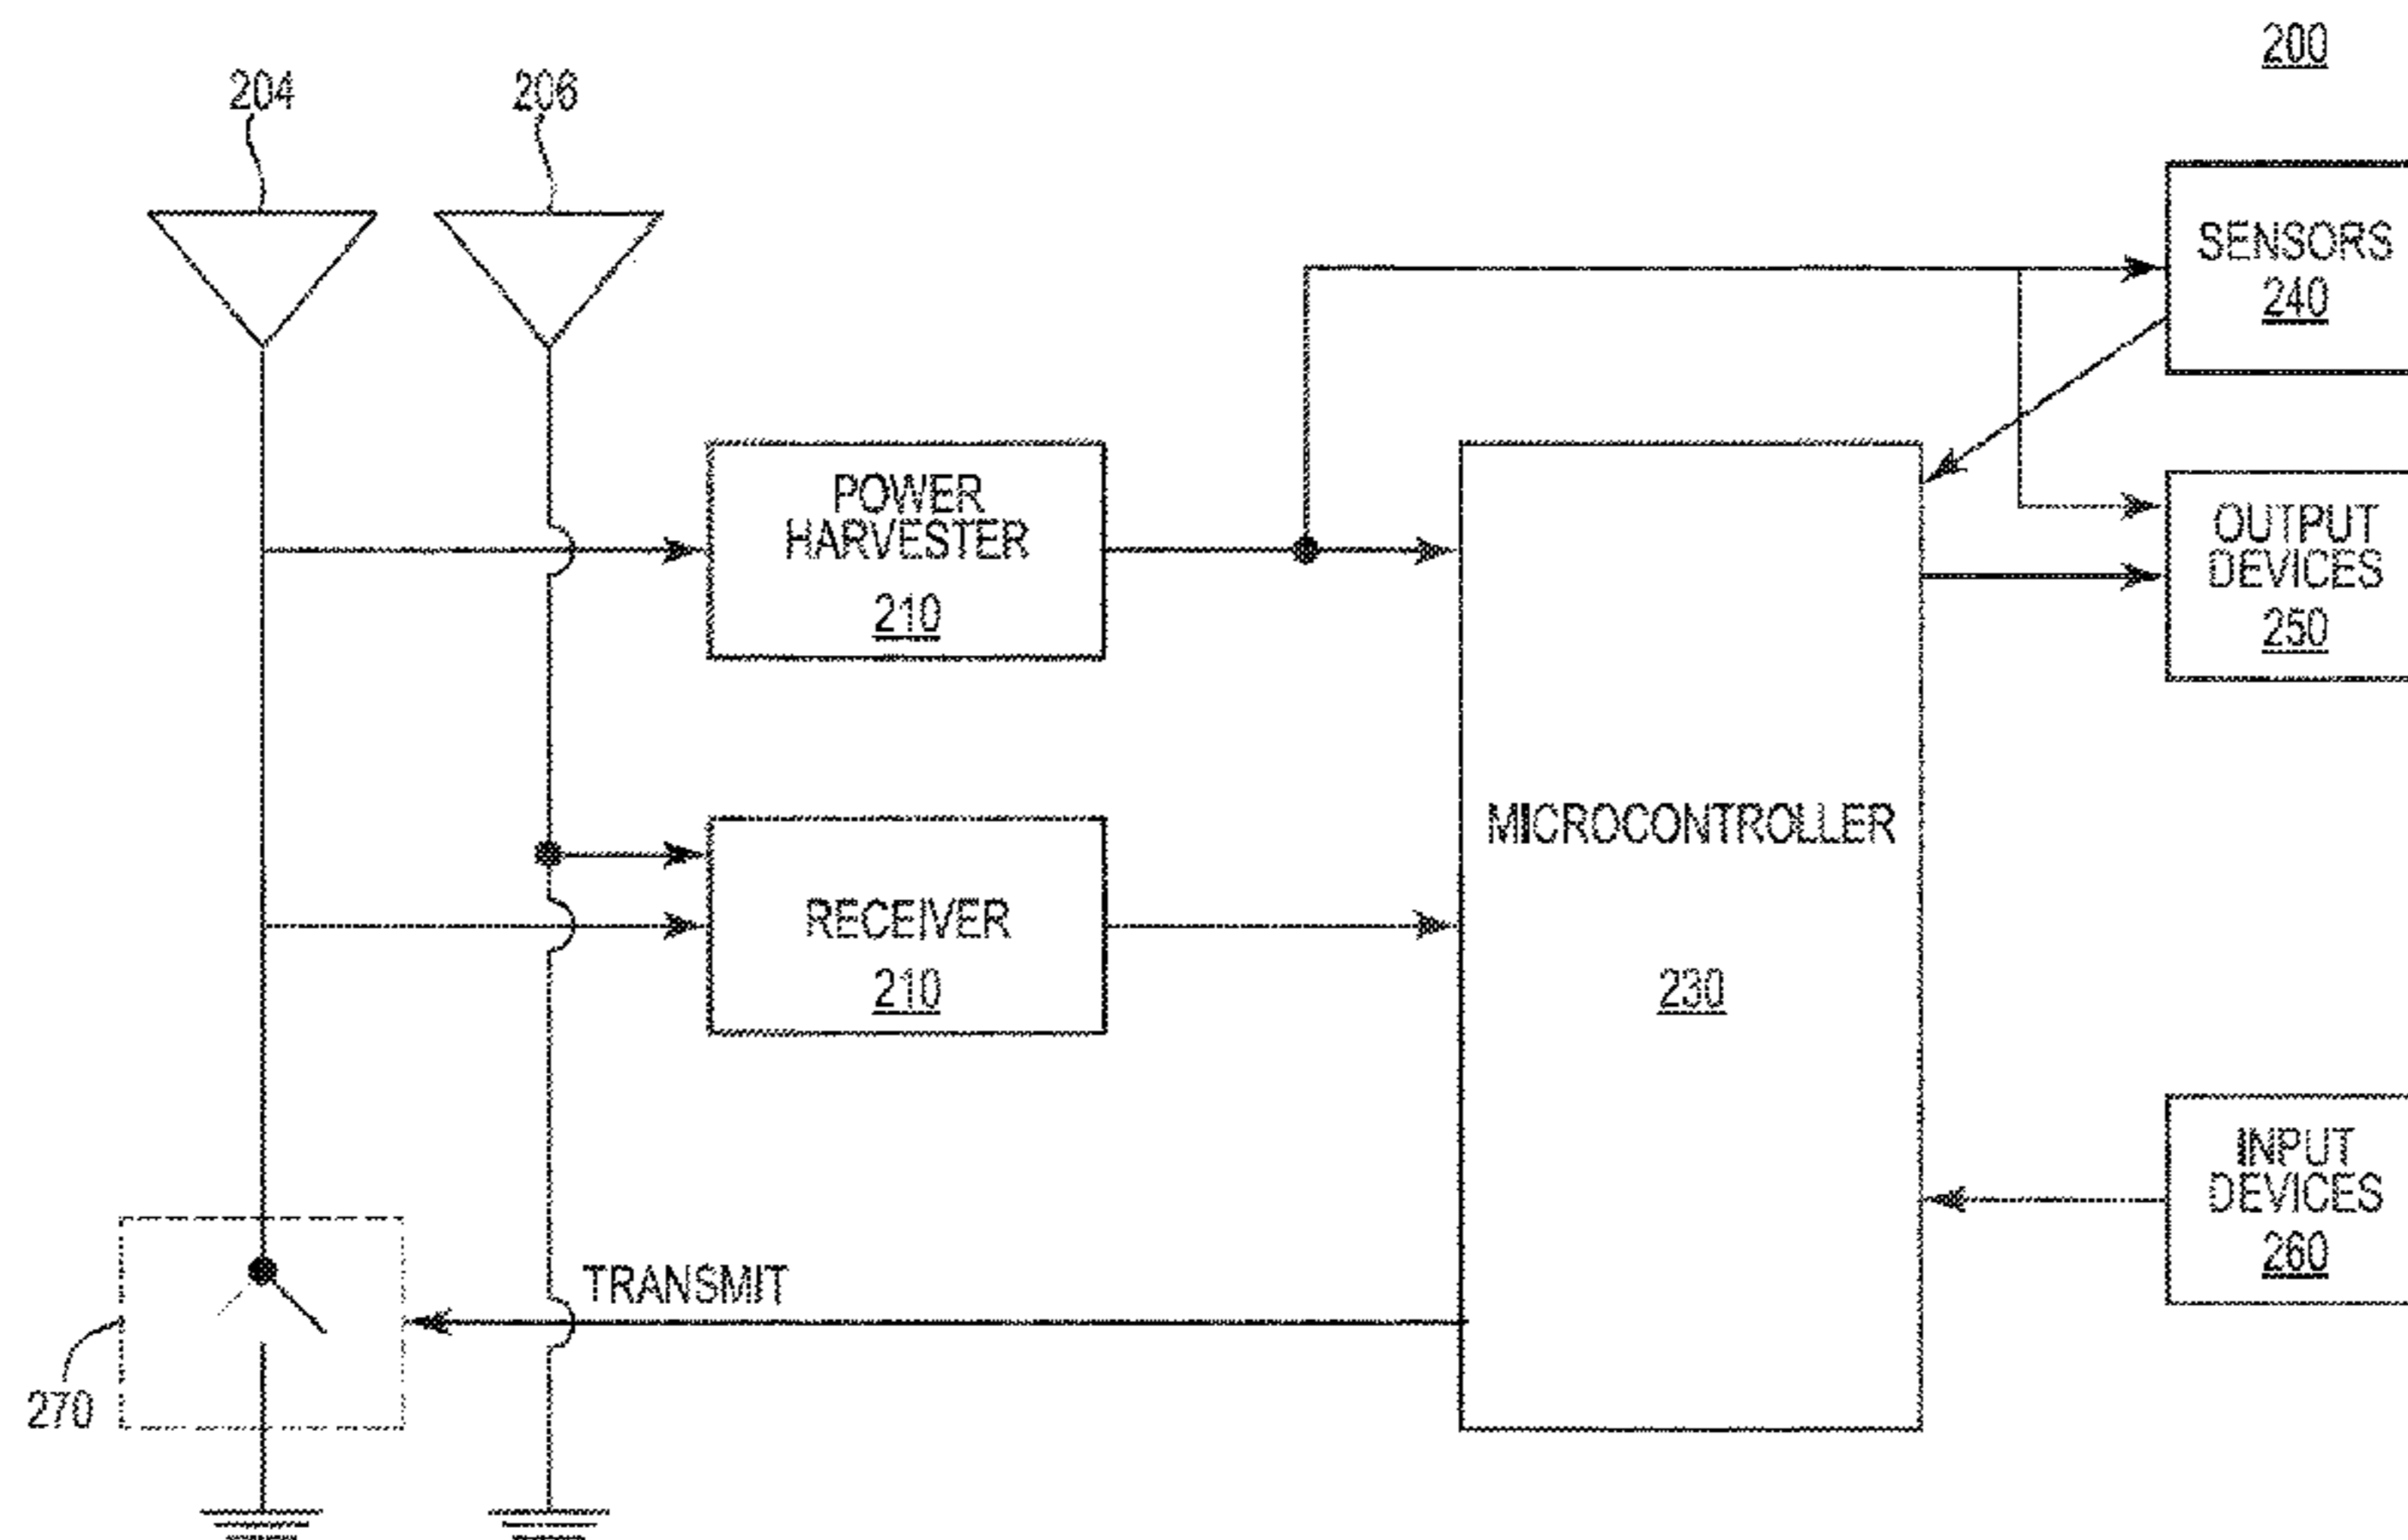 200
204
206
SENSORS
240
POWER
HARVESTER
210
OUTPUT
DEVICES
250
MICROCONTROLLER
230
RECEIVER
210
INPUT
DEVICES
260
TRANSMIT
270